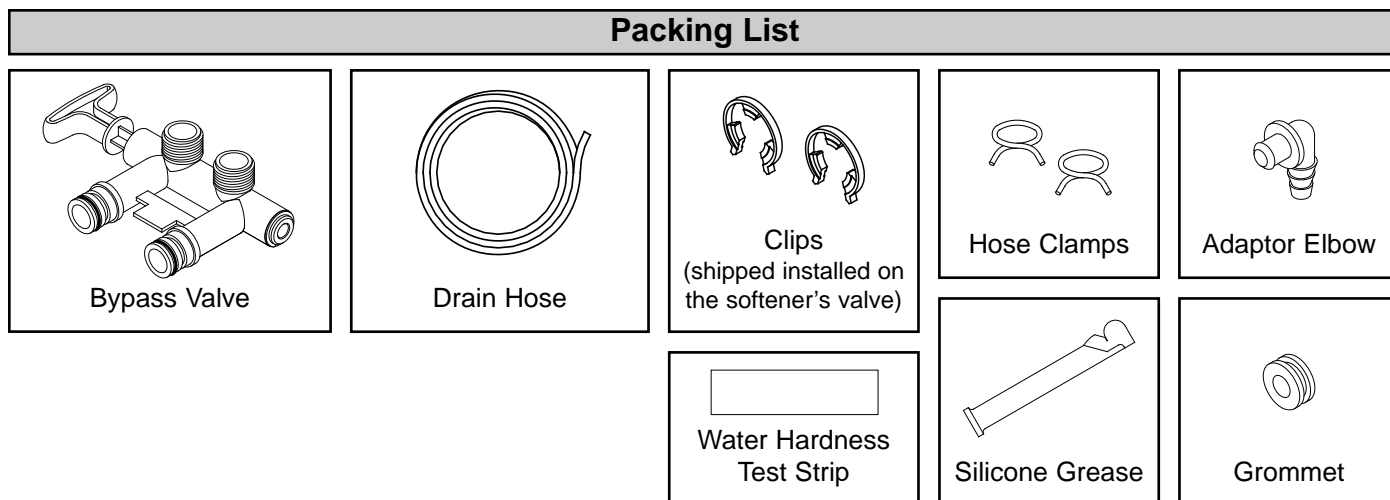 Packing List
Bypass Valve
Drain Hose
Clips
(shipped installed on
the softener's valve)
Hose Clamps
Adaptor Elbow
Water Hardness
Test Strip
Silicone Grease
Grommet